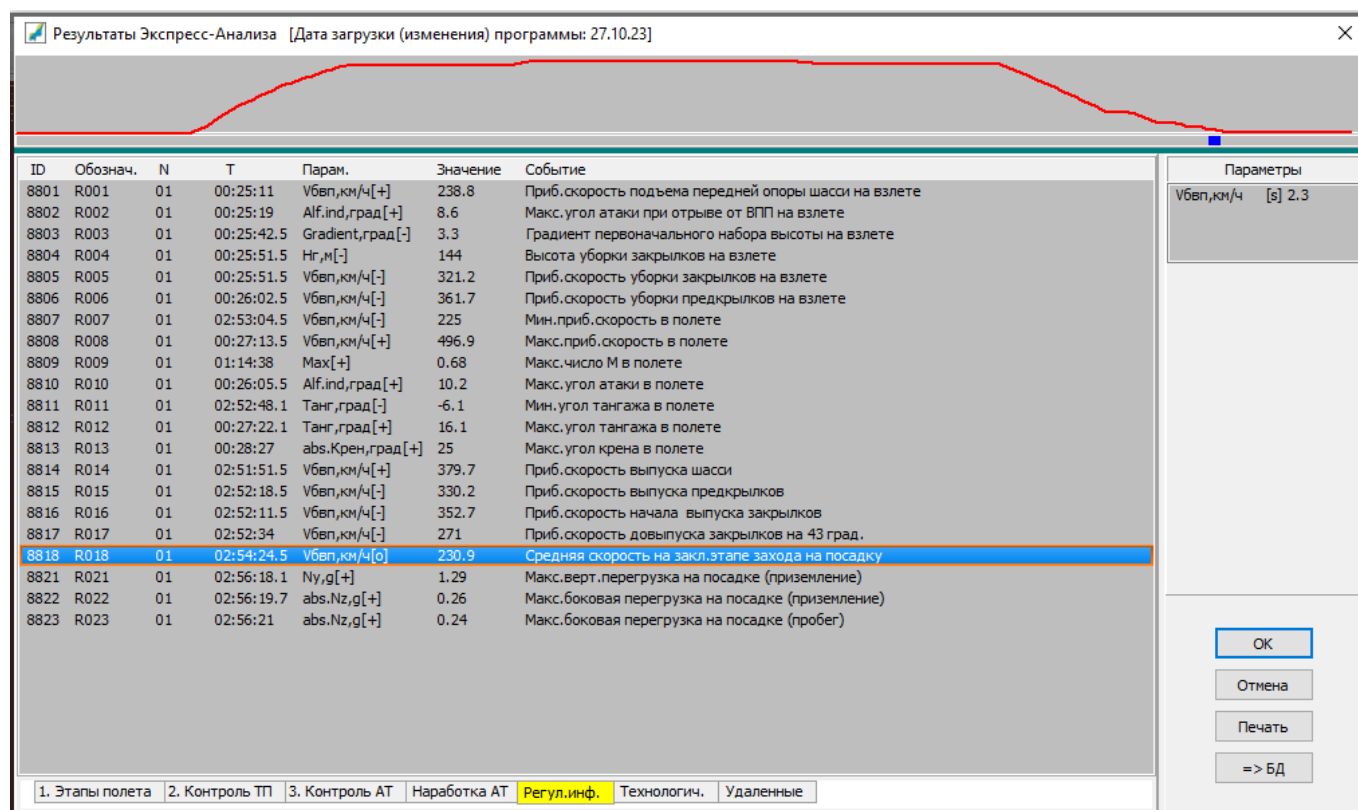 Результаты Экспресс-Анализа [Дата загрузки (изменения) программы: 27.10.23]
ID Обознач. N T Парам. Значение Событие
8801 R001 01 00:25:11 Vбвп,км/ч[+] 238.8 Приб.скорость подъема передней опоры шасси на взлете
8802 R002 01 00:25:19 Alf.ind,град[+] 8.6 Макс.угол атаки при отрыве от ВПП на взлете
8803 R003 01 00:25:42.5 Gradient,град[-] 3.3 Градиент первоначального набора высоты на взлете
8804 R004 01 00:25:51.5 Hг,м[-] 144 Высота уборки закрылков на взлете
8805 R005 01 00:25:51.5 Vбвп,км/ч[-] 321.2 Приб.скорость уборки закрылков на взлете
8806 R006 01 00:26:02.5 Vбвп,км/ч[-] 361.7 Приб.скорость уборки предкрылков на взлете
8807 R007 01 02:53:04.5 Vбвп,км/ч[-] 225 Мин.приб.скорость в полете
8808 R008 01 00:27:13.5 Vбвп,км/ч[+] 496.9 Макс.приб.скорость в полете
8809 R009 01 01:14:38 Max[+] 0.68 Макс.число М в полете
8810 R010 01 00:26:05.5 Alf.ind,град[+] 10.2 Макс.угол атаки в полете
8811 R011 01 02:52:48.1 Танг,град[-] -6.1 Мин.угол тангажа в полете
8812 R012 01 00:27:22.1 Танг,град[+] 16.1 Макс.угол тангажа в полете
8813 R013 01 00:28:27 abs.Крен,град[+] 25 Макс.угол крена в полете
8814 R014 01 02:51:51.5 Vбвп,км/ч[+] 379.7 Приб.скорость выпуска шасси
8815 R015 01 02:52:18.5 Vбвп,км/ч[-] 330.2 Приб.скорость выпуска предкрылков
8816 R016 01 02:52:11.5 Vбвп,км/ч[-] 352.7 Приб.скорость начала выпуска закрылков
8817 R017 01 02:52:34 Vбвп,км/ч[-] 271 Приб.скорость довыпуска закрылков на 43 град.
8818 R018 01 02:54:24.5 Vбвп,км/ч[о] 230.9 Средняя скорость на закл.этапе захода на посадку
8821 R021 01 02:56:18.1 Ny,g[+] 1.29 Макс.верт.перегрузка на посадке (приземление)
8822 R022 01 02:56:19.7 abs.Nz,g[+] 0.26 Макс.боковая перегрузка на посадке (приземление)
8823 R023 01 02:56:21 abs.Nz,g[+] 0.24 Макс.боковая перегрузка на посадке (пробег)
Параметры
Vбвп,км/ч [s] 2.3
OK
Отмена
Печать
=> БД
1. Этапы полета 2. Контроль ТП 3. Контроль АТ Наработка АТ Регул.инф. Технологич. Удаленные